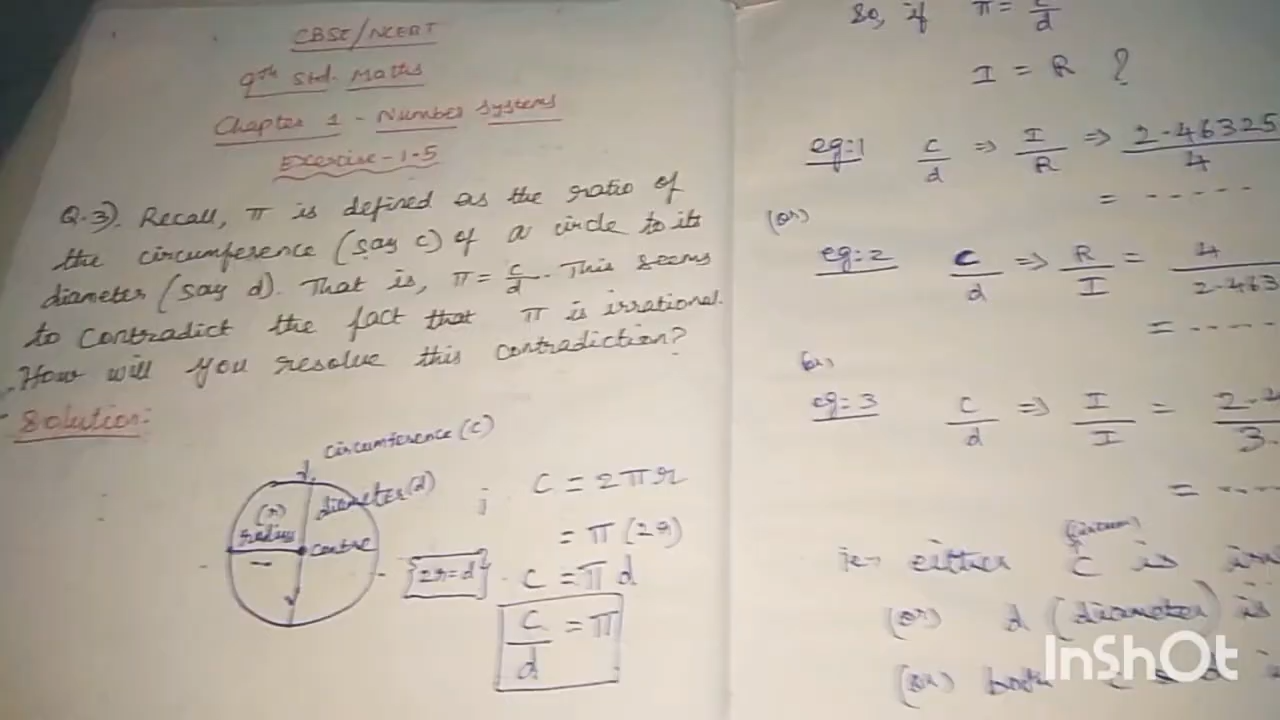 CBSE/NCERT
9th Std. Maths
Chapter 1 - Number Systems
Exercise-1.5
Q.3). Recall, π is defined as the ratio of
the circumference (say c) of a circle to its
diameter (say d). That is, π = c/d. This seems
to contradict the fact that π is irrational.
How will you resolve this contradiction?
Solution:
circumference (c)
diameter(d)
(r)
radius
centre
{2r=d}
; C = 2πr
= π(2r)
C = πd
C/d = π
So, if π = c/d
I = R ?
eg:1 C/d ⇒ I/R ⇒ 2.46325/4
= -----
(or)
eg:2 C/d ⇒ R/I = 4/2.463
= -----
(or)
eg:3 C/d ⇒ I/I = 2./3.
= ----
(circum)
ie, either C is
(or) d (diameter) is
(or) both
InShOt